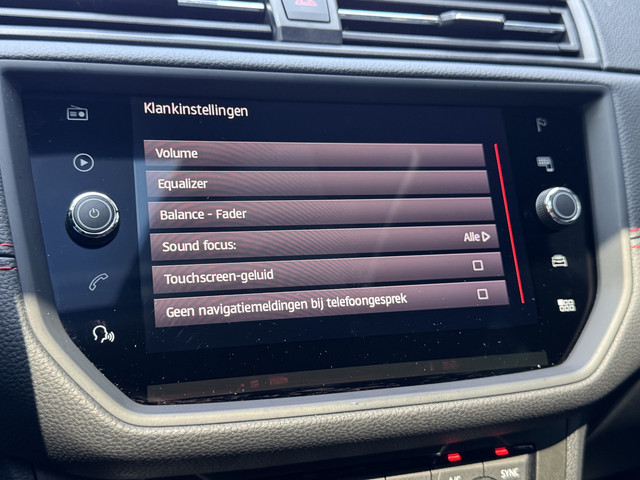 Klankinstellingen
Volume
Equalizer
Balance - Fader
Sound focus: Alle
Touchscreen-geluid
Geen navigatiemeldingen bij telefoongesprek
A/C SYNC